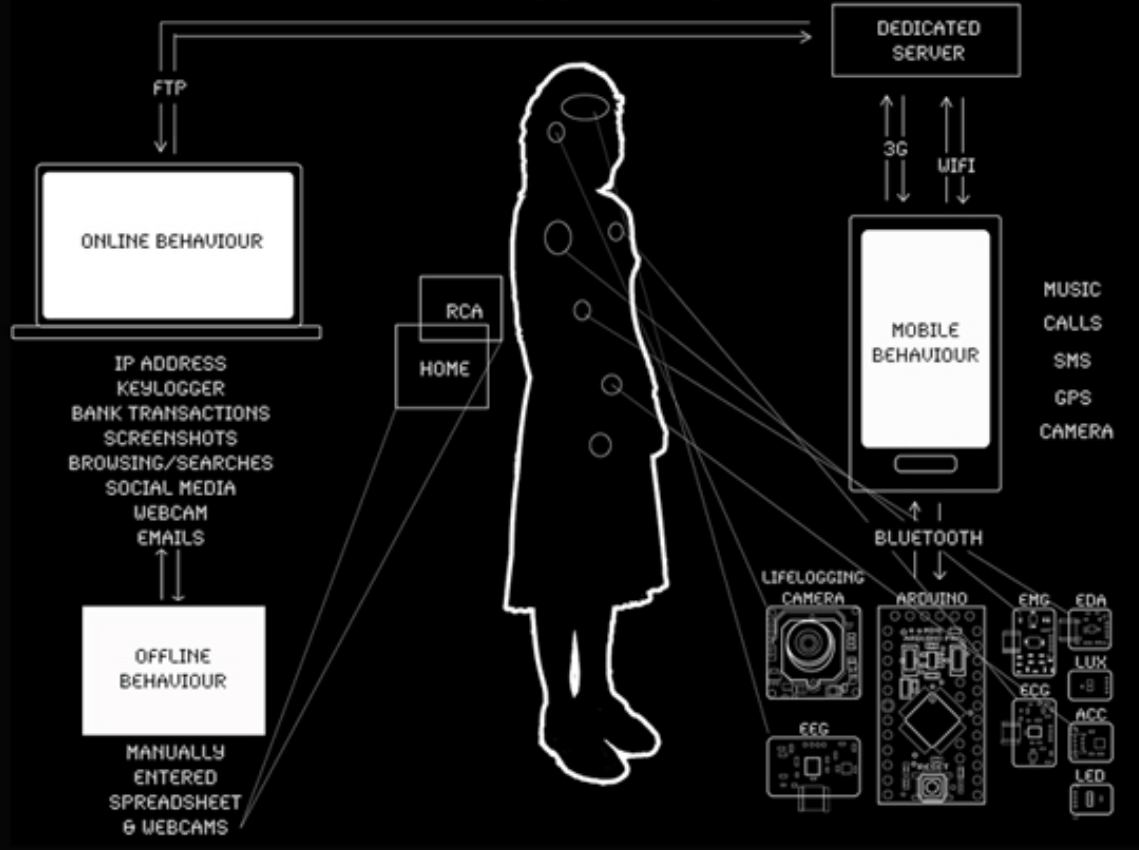 DEDICATED
SERVER
FTP
3G
WIFI
ONLINE BEHAVIOUR
RCA
HOME
MOBILE
BEHAVIOUR
MUSIC
CALLS
SMS
GPS
CAMERA
IP ADDRESS
KEYLOGGER
BANK TRANSACTIONS
SCREENSHOTS
BROWSING/SEARCHES
SOCIAL MEDIA
WEBCAM
EMAILS
OFFLINE
BEHAVIOUR
MANUALLY
ENTERED
SPREADSHEET
& WEBCAMS
BLUETOOTH
LIFELOGGING
CAMERA
ARDUINO
EMG
EDA
LUX
ECG
ACC
EEG
LED
RESET